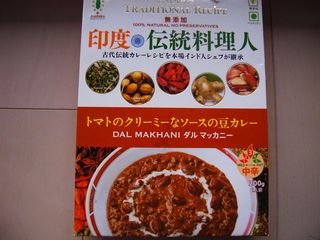 TRADITIONAL RECIPE
無添加
100% NATURAL NO PRESERVATIVES
印度 伝統料理人
古代伝統カレーレシピを本場インド人シェフが継承
トマトのクリーミーなソースの豆カレー
DAL MAKHANI ダル マッカニー
3
中辛